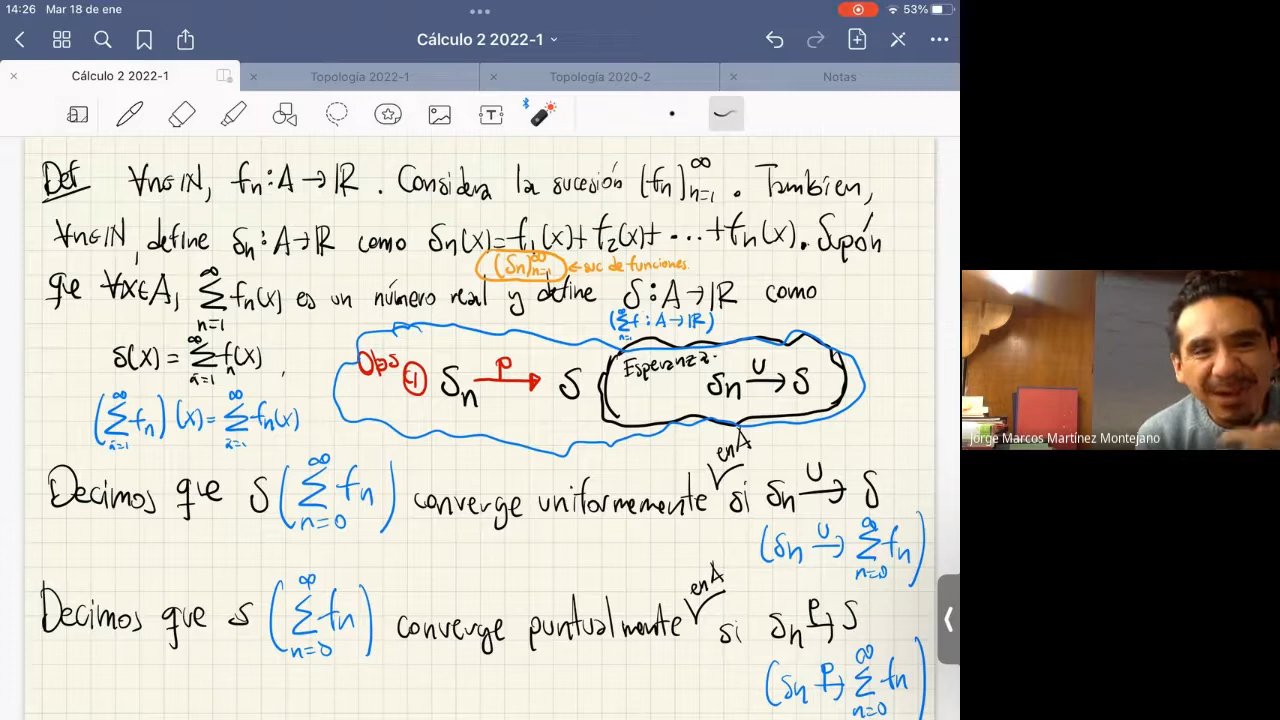 14:26 Mar 18 de ene
53%
Cálculo 2 2022-1
Cálculo 2 2022-1
Topología 2022-1
Topología 2020-2
Notas
Def ∀n∈ℕ, fₙ: A → ℝ. Considera la sucesión (fₙ)ₙ₌₁^∞. Tambien,
∀n∈ℕ, define sₙ: A→ℝ como sₙ(x)=f₁(x)+f₂(x)+...+fₙ(x). Supón
(sₙ)ₙ₌₁^∞ ← suc de funciones.
que ∀x∈A, ∑ₙ₌₁^∞ fₙ(x) es un número real y define s: A→ℝ como
(∑ₙ₌₁^∞ f: A→ℝ)
s(x)=∑ₙ₌₁^∞ fₙ(x),
Obs ① sₙ →^p s (Esperanza: sₙ →^u s)
(∑ₙ₌₁^∞ fₙ)(x)=∑ₙ₌₁^∞ fₙ(x)
Decimos que s (∑ₙ₌₀^∞ fₙ) converge uniformemente en A si sₙ →^u s
(sₙ →^u ∑ₙ₌₀^∞ fₙ)
Decimos que s (∑ₙ₌₀^∞ fₙ) converge puntualmente en A si sₙ →^p s
(sₙ →^p ∑ₙ₌₀^∞ fₙ)
Jorge Marcos Martínez Montejano